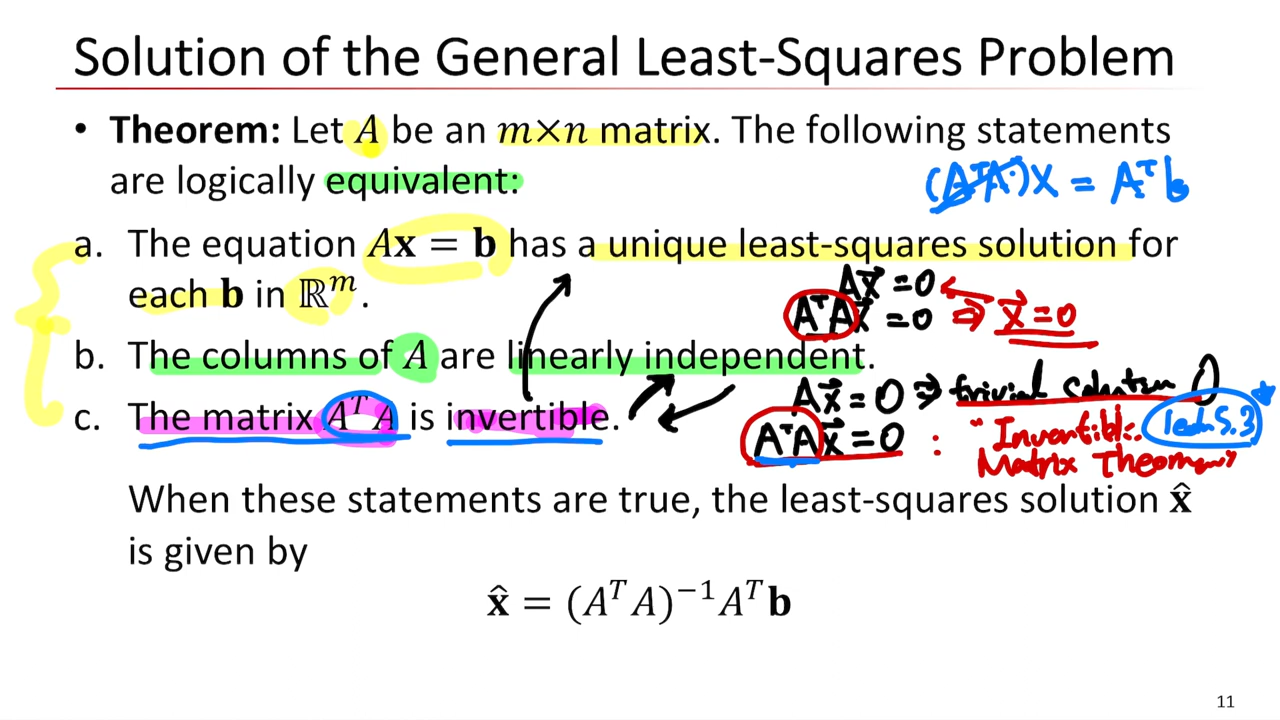 Solution of the General Least-Squares Problem
• Theorem: Let A be an m×n matrix. The following statements
are logically equivalent:
(AᵀA)x = Aᵀb
a. The equation Ax = b has a unique least-squares solution for
each b in ℝᵐ.
Ax⃗ = 0
AᵀAx⃗ = 0 ⇒ x⃗ = 0
b. The columns of A are linearly independent.
Ax⃗ = 0 ⇒ trivial solution
c. The matrix AᵀA is invertible.
AᵀAx⃗ = 0 : "Invertible
Matrix Theorem"
5.3
When these statements are true, the least-squares solution x̂
is given by
x̂ = (AᵀA)⁻¹Aᵀb
11